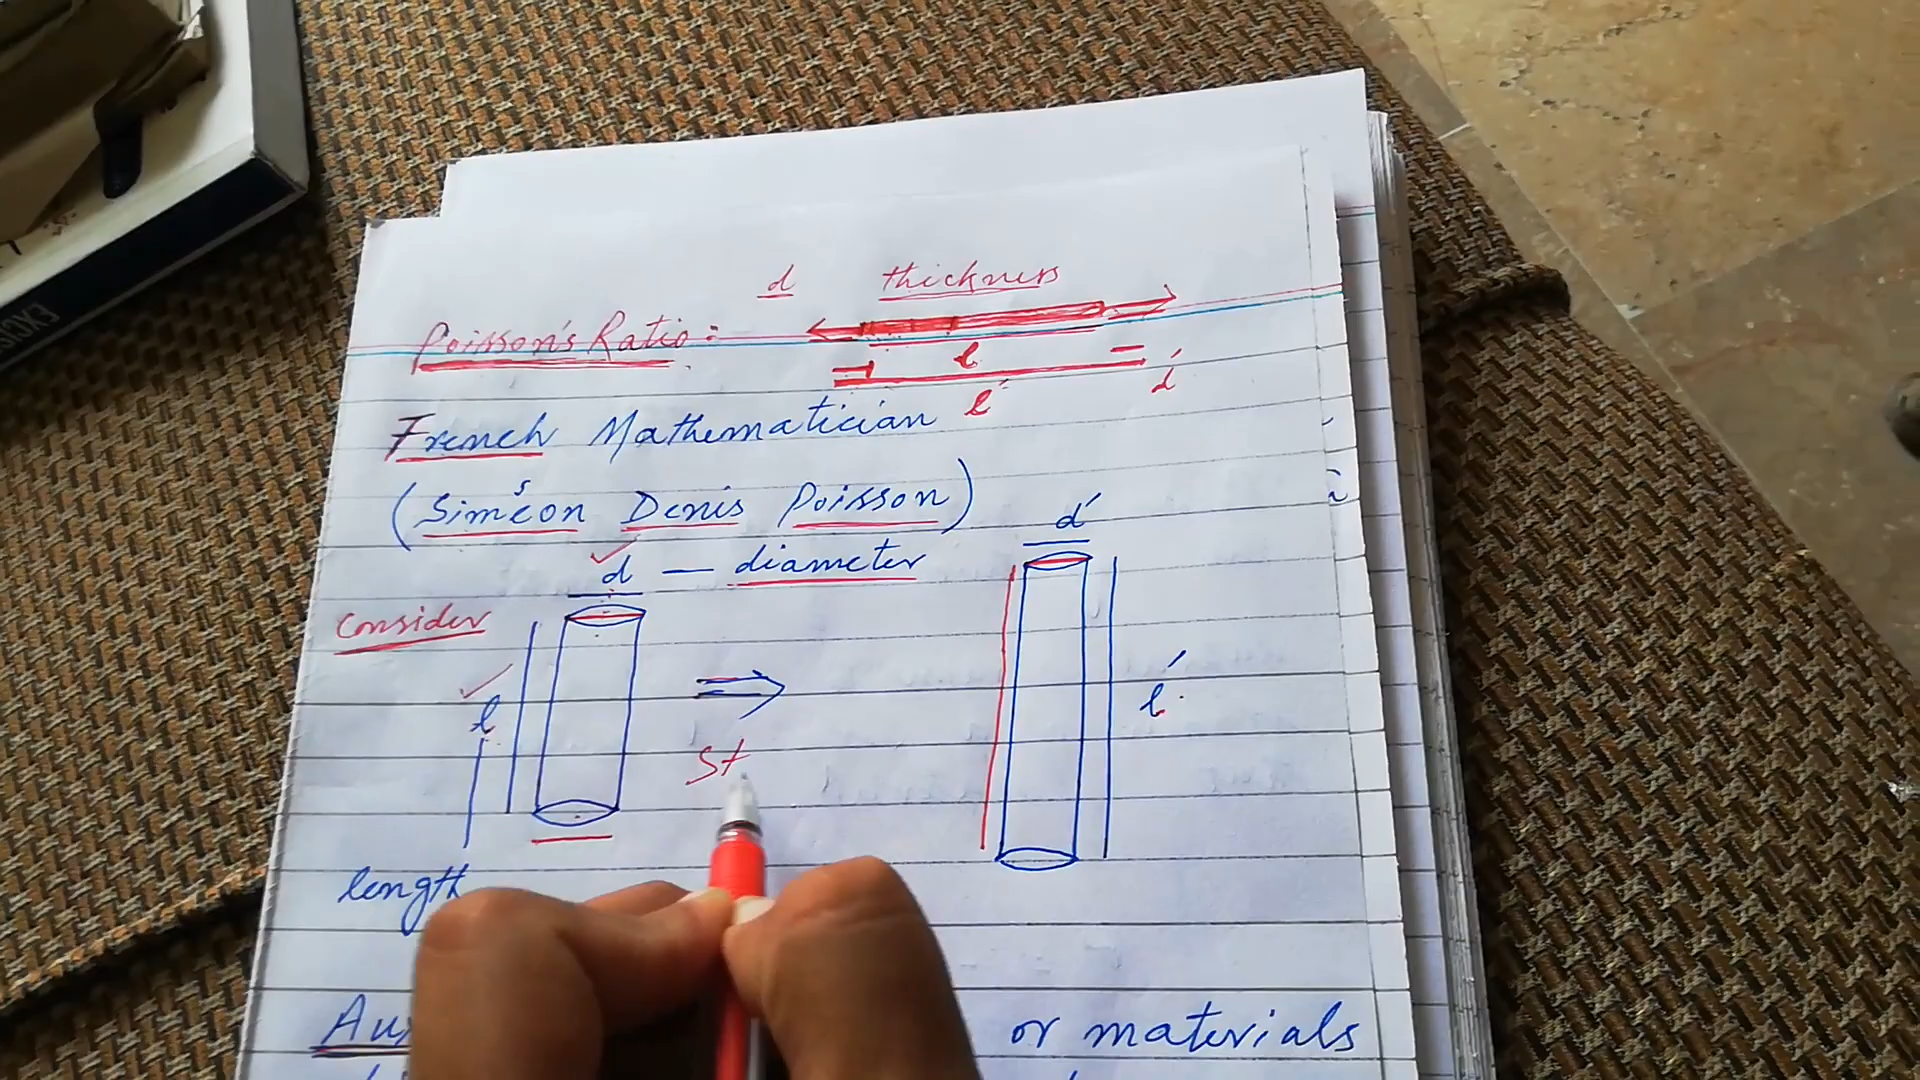 d thickness
Poisson's Ratio:
l
l' d'
French Mathematician
(Siméon Denis Poisson)
d — diameter
d'
Consider
l
l'
St
length
or materials